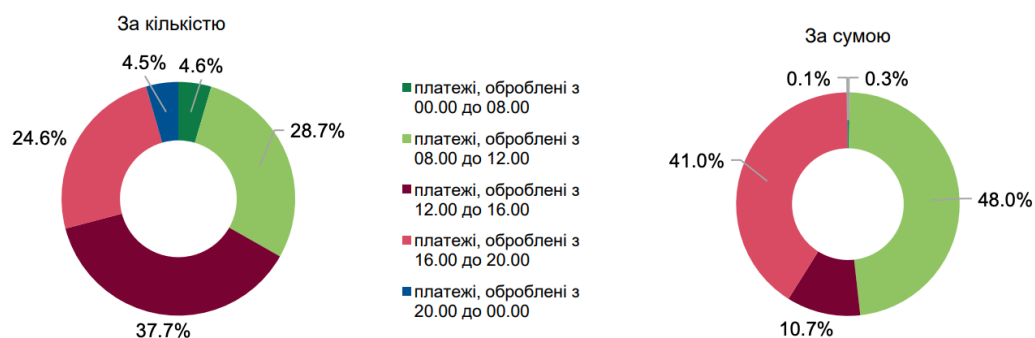 За кількістю
4.5%
4.6%
28.7%
24.6%
37.7%
платежі, оброблені з
00.00 до 08.00
платежі, оброблені з
08.00 до 12.00
платежі, оброблені з
12.00 до 16.00
платежі, оброблені з
16.00 до 20.00
платежі, оброблені з
20.00 до 00.00
За сумою
0.1%
0.3%
41.0%
48.0%
10.7%